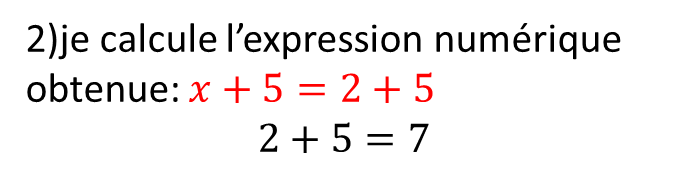 2)je calcule l’expression numérique
obtenue: x + 5 = 2 + 5
2 + 5 = 7